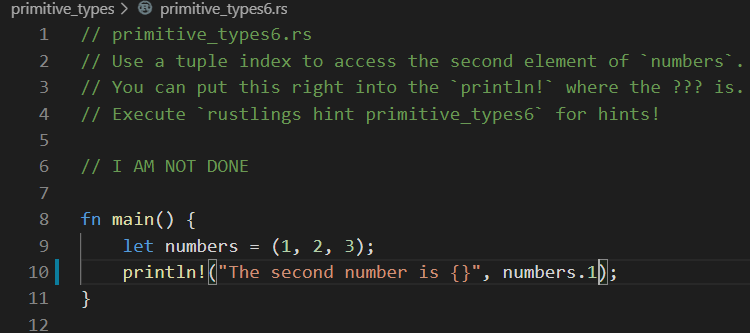 primitive_types > primitive_types6.rs
1 // primitive_types6.rs
2 // Use a tuple index to access the second element of `numbers`.
3 // You can put this right into the `println!` where the ??? is.
4 // Execute `rustlings hint primitive_types6` for hints!
5
6 // I AM NOT DONE
7
8 fn main() {
9     let numbers = (1, 2, 3);
10     println!("The second number is {}", numbers.1);
11 }
12